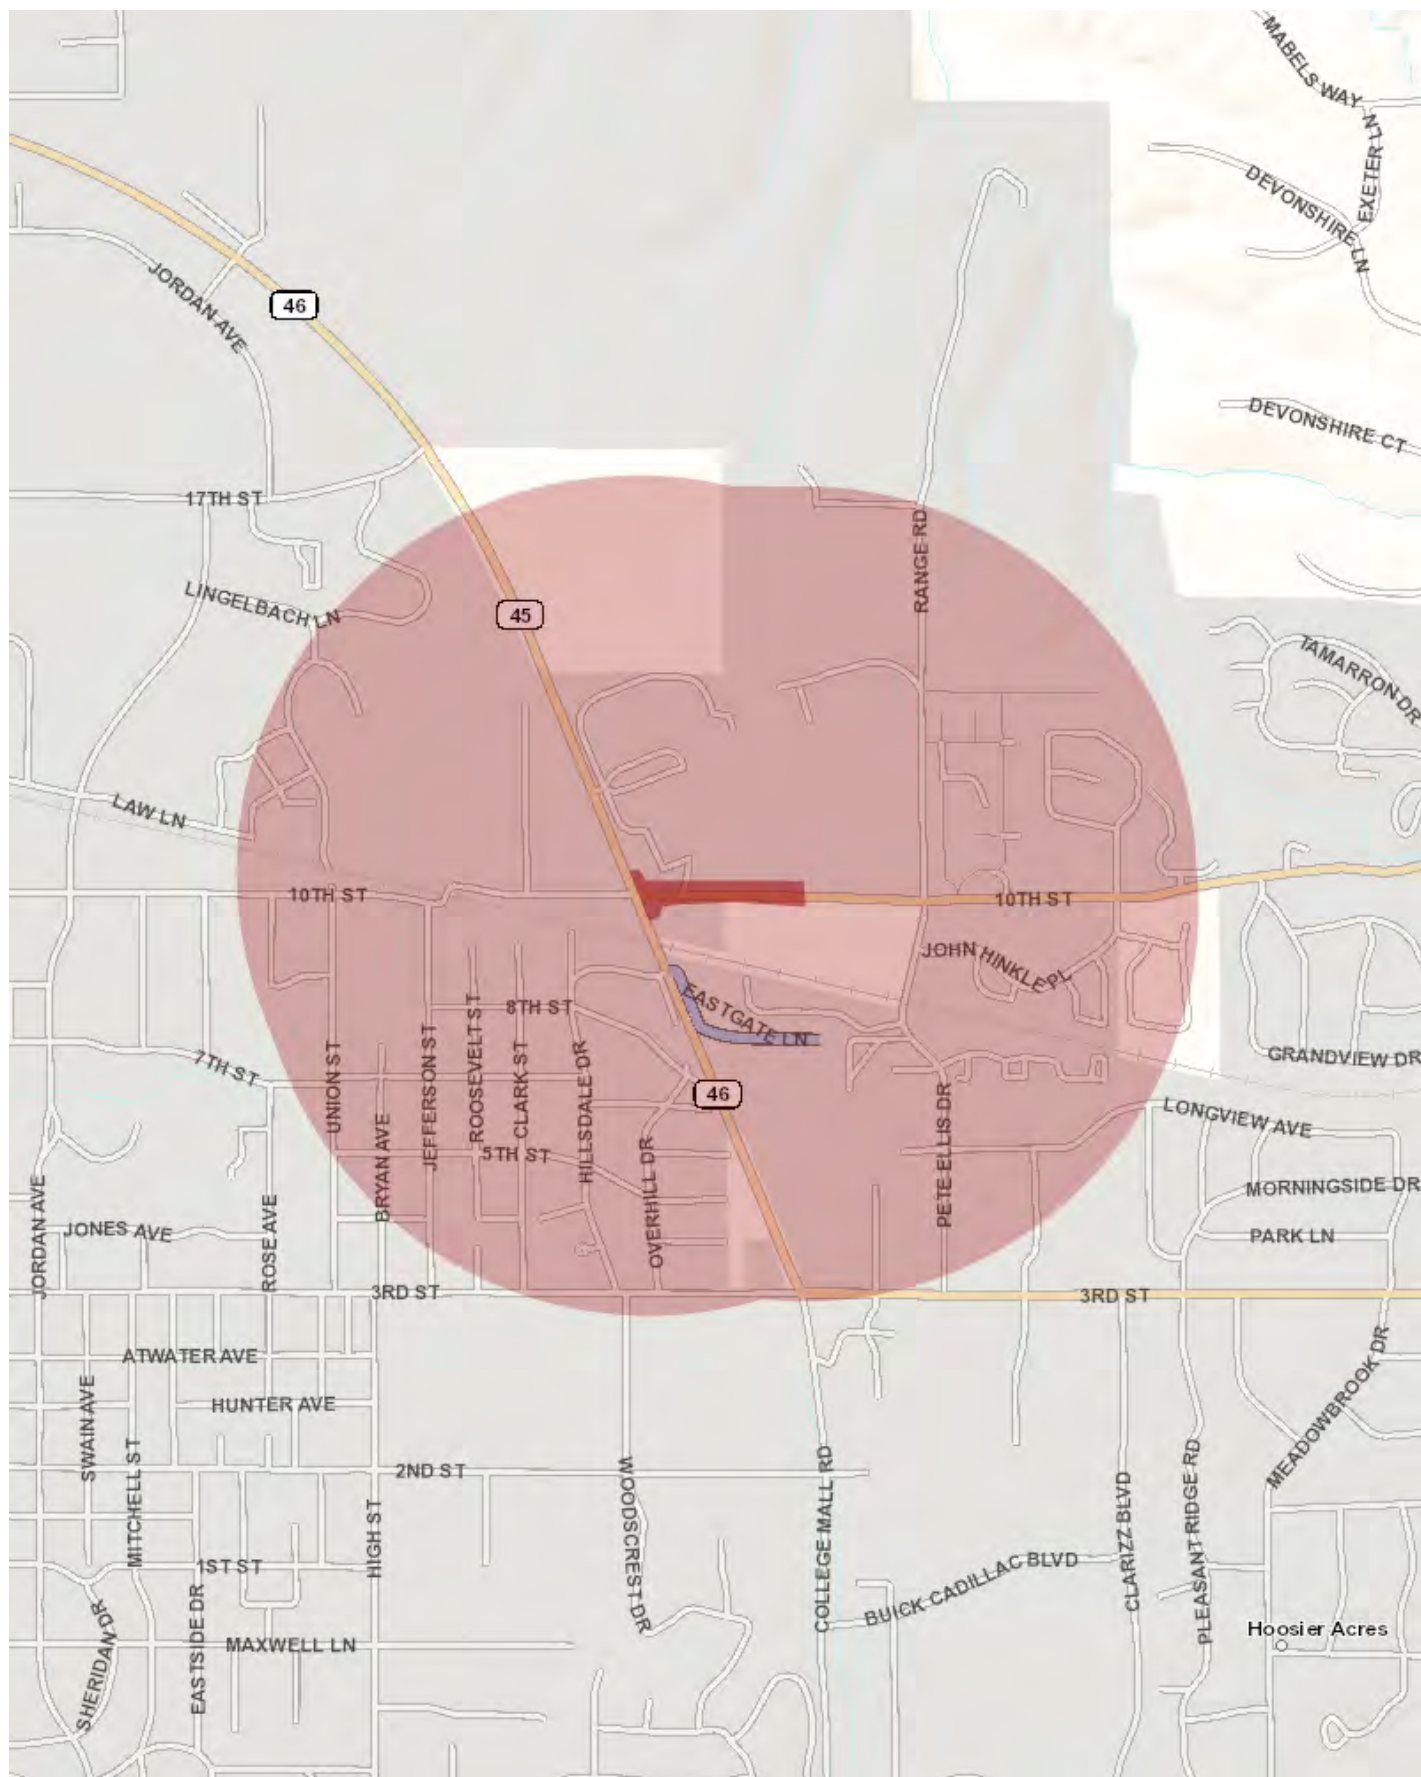 MABELS WAY
EXETER LN
DEVONSHIRE LN
JORDAN AVE
46
DEVONSHIRE CT
17TH ST
RANGE RD
LINGELBACH LN
45
TAMARRON DR
LAW LN
10TH ST
10TH ST
JOHN HINKLE PL
EASTGATE LN
8TH ST
ROOSEVELT ST
UNION ST
JEFFERSON ST
CLARK ST
HILLSDALE DR
7TH ST
GRANDVIEW DR
46
PETE ELLIS DR
LONGVIEW AVE
BRYAN AVE
5TH ST
OVERHILL DR
MORNINGSIDE DR
JORDAN AVE
JONES AVE
ROSE AVE
PARK LN
3RD ST
3RD ST
ATWATER AVE
MEADOWBROOK DR
SWAIN AVE
HUNTER AVE
MITCHELL ST
2ND ST
WOODSCREST DR
COLLEGE MALL RD
CLARIZZ BLVD
PLEASANT RIDGE RD
HIGH ST
1ST ST
BUICK CADILLAC BLVD
SHERIDAN DR
EASTSIDE DR
MAXWELL LN
Hoosier Acres